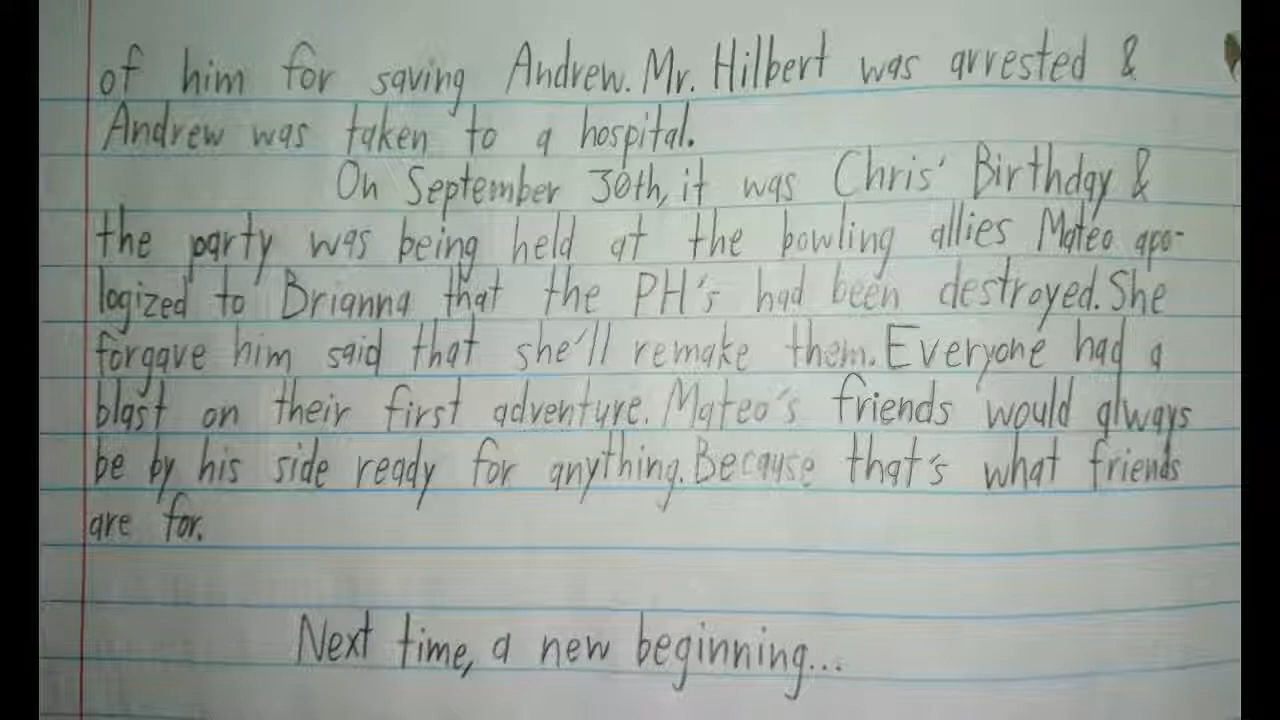 of him for saving Andrew. Mr. Hilbert was arrested &
Andrew was taken to a hospital.
On September 30th, it was Chris' Birthday &
the party was being held at the bowling allies Mateo apo-
logized to Brianna that the PH's had been destroyed. She
forgave him said that she'll remake them. Everyone had a
blast on their first adventure. Mateo's friends would always
be by his side ready for anything. Because that's what friends
are for.
Next time, a new beginning...